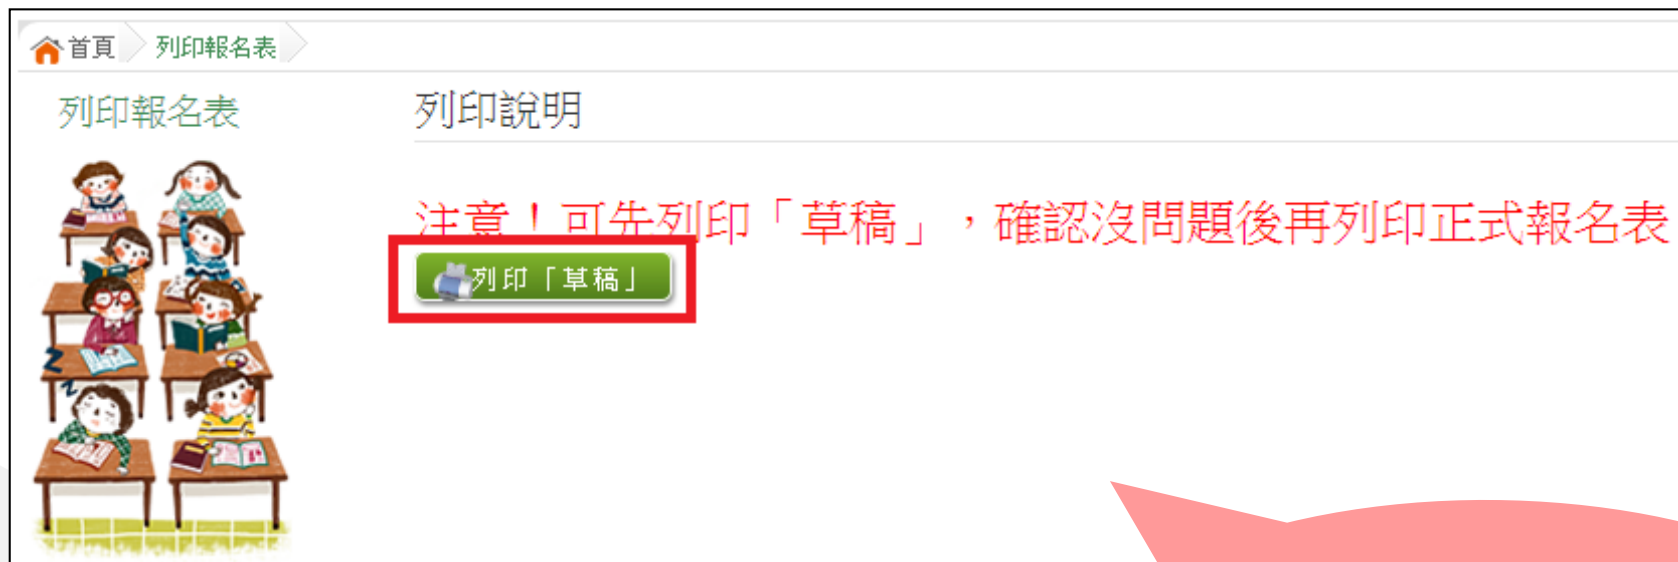 首頁 列印報名表
列印報名表
列印說明
注意！可先列印「草稿」，確認沒問題後再列印正式報名表
列印「草稿」